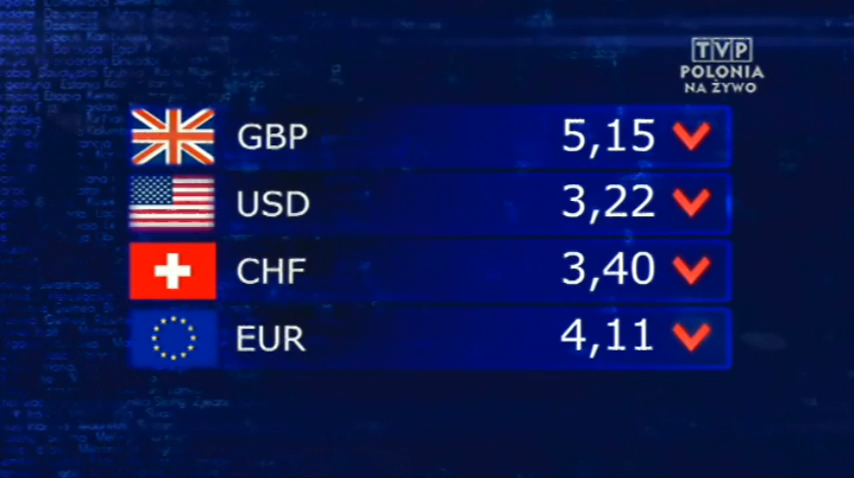 TVP
POLONIA
NA ŻYWO
GBP 5,15
USD 3,22
CHF 3,40
EUR 4,11